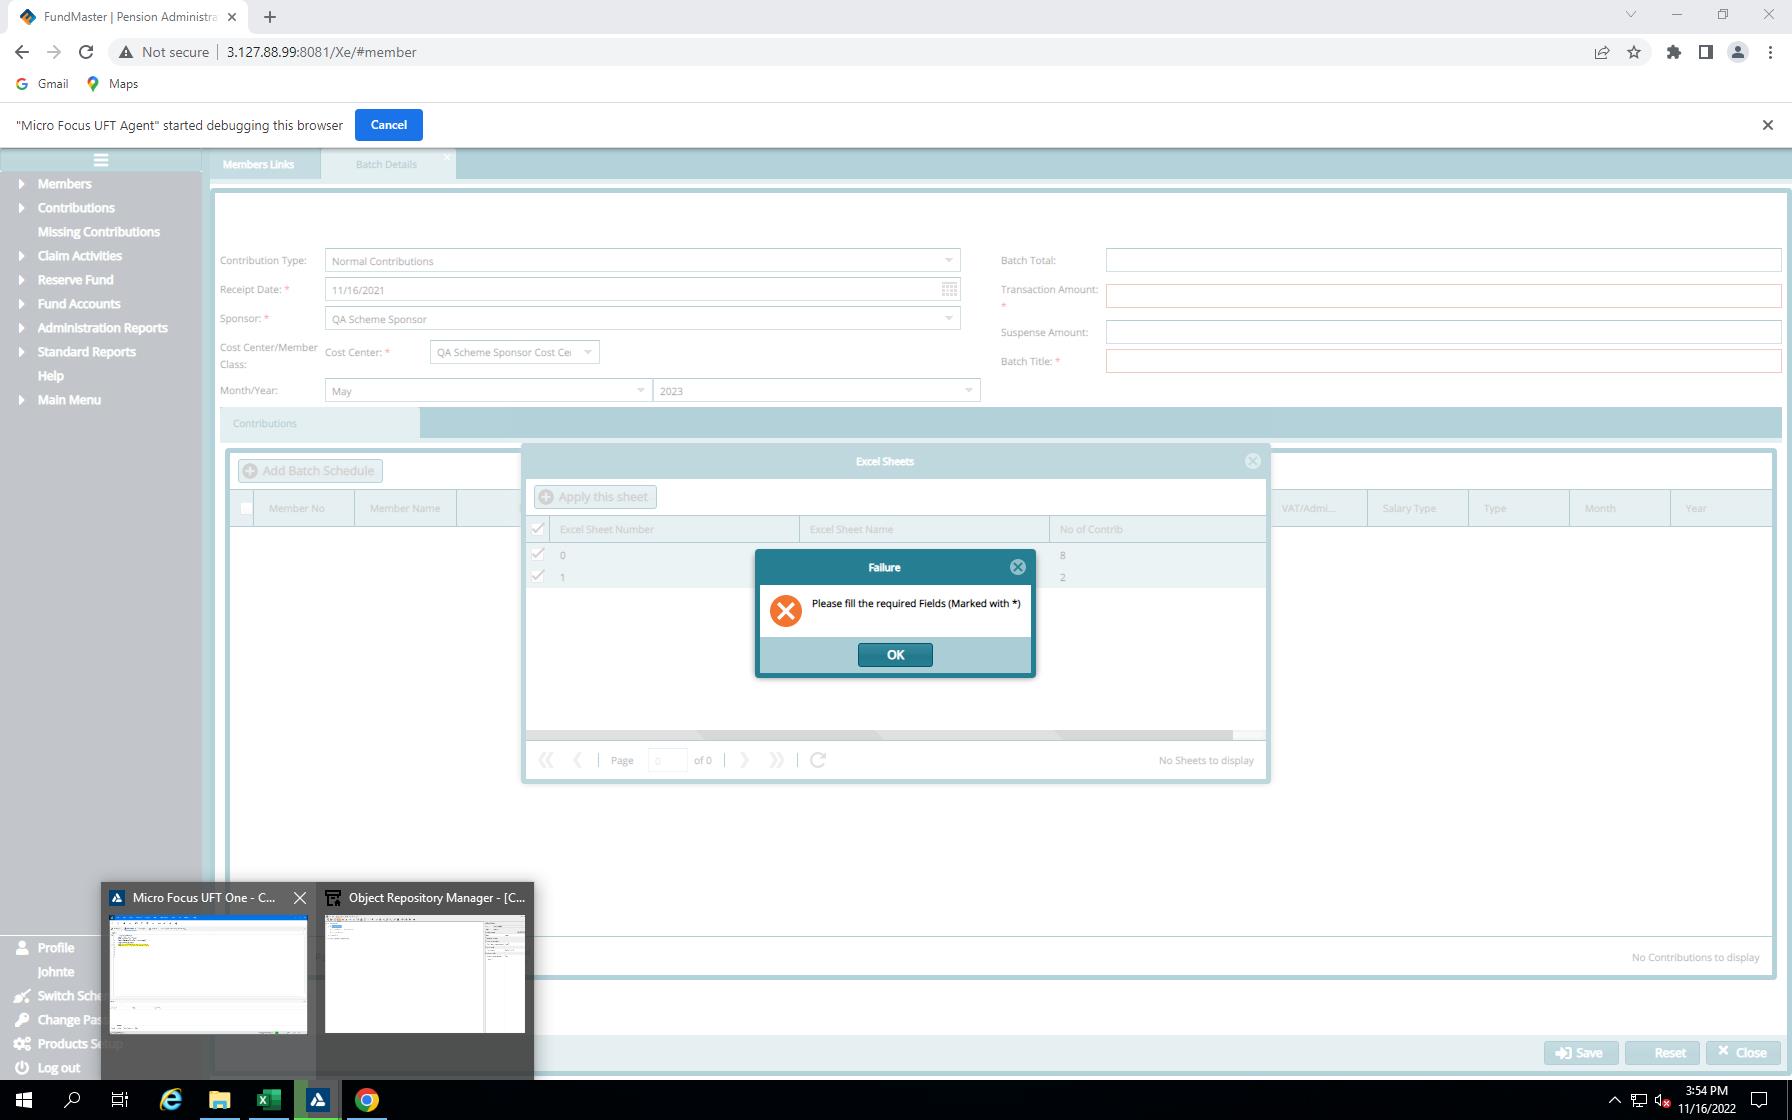 FundMaster | Pension Administra
Not secure
3.127.88.99:8081/Xe/#member
Gmail
Maps
"Micro Focus UFT Agent" started debugging this browser
Cancel
Members Links
Batch Details
Members
Contributions
Missing Contributions
Claim Activities
Reserve Fund
Fund Accounts
Administration Reports
Standard Reports
Help
Main Menu
Contribution Type:
Normal Contributions
Receipt Date: *
11/16/2021
Sponsor: *
QA Scheme Sponsor
Cost Center/Member
Class:
Cost Center: *
QA Scheme Sponsor Cost Ce
Month/Year:
May
2023
Batch Total:
Transaction Amount:
*
Suspense Amount:
Batch Title: *
Contributions
Add Batch Schedule
Member No
Member Name
VAT/Admi...
Salary Type
Type
Month
Year
Excel Sheets
Apply this sheet
Excel Sheet Number
Excel Sheet Name
No of Contrib
0
8
1
2
Failure
Please fill the required Fields (Marked with *)
OK
Page
0
of 0
No Sheets to display
No Contributions to display
Save
Reset
Close
Profile
Johnte
Switch Sche
Change Pas
Products Setup
Log out
Micro Focus UFT One - C...
Object Repository Manager - [C...
3:54 PM
11/16/2022